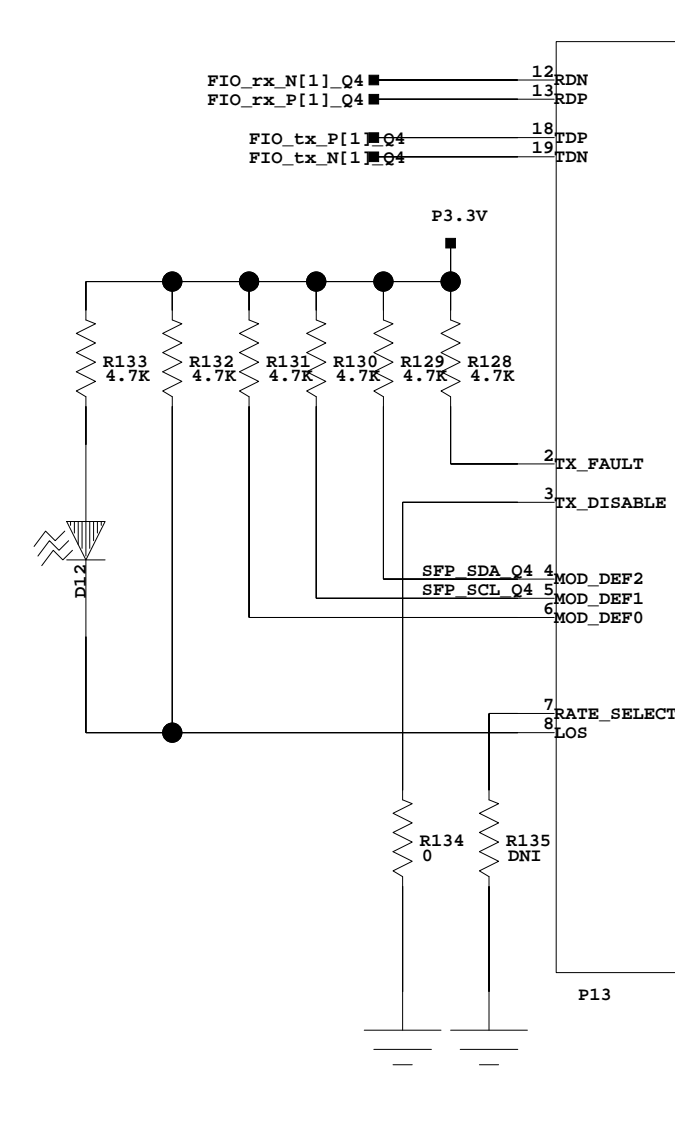 FIO_rx_N[1]_Q4 12 RDN
FIO_rx_P[1]_Q4 13 RDP
FIO_tx_P[1]_Q4 18 TDP
FIO_tx_N[1]_Q4 19 TDN
P3.3V
R133 R132 R131 R130 R129 R128
4.7K 4.7K 4.7K 4.7K 4.7K 4.7K
2 TX_FAULT
3 TX_DISABLE
D12
SFP_SDA_Q4 4 MOD_DEF2
SFP_SCL_Q4 5 MOD_DEF1
6 MOD_DEF0
7 RATE_SELECT
8 LOS
R134 R135
0 DNI
P13